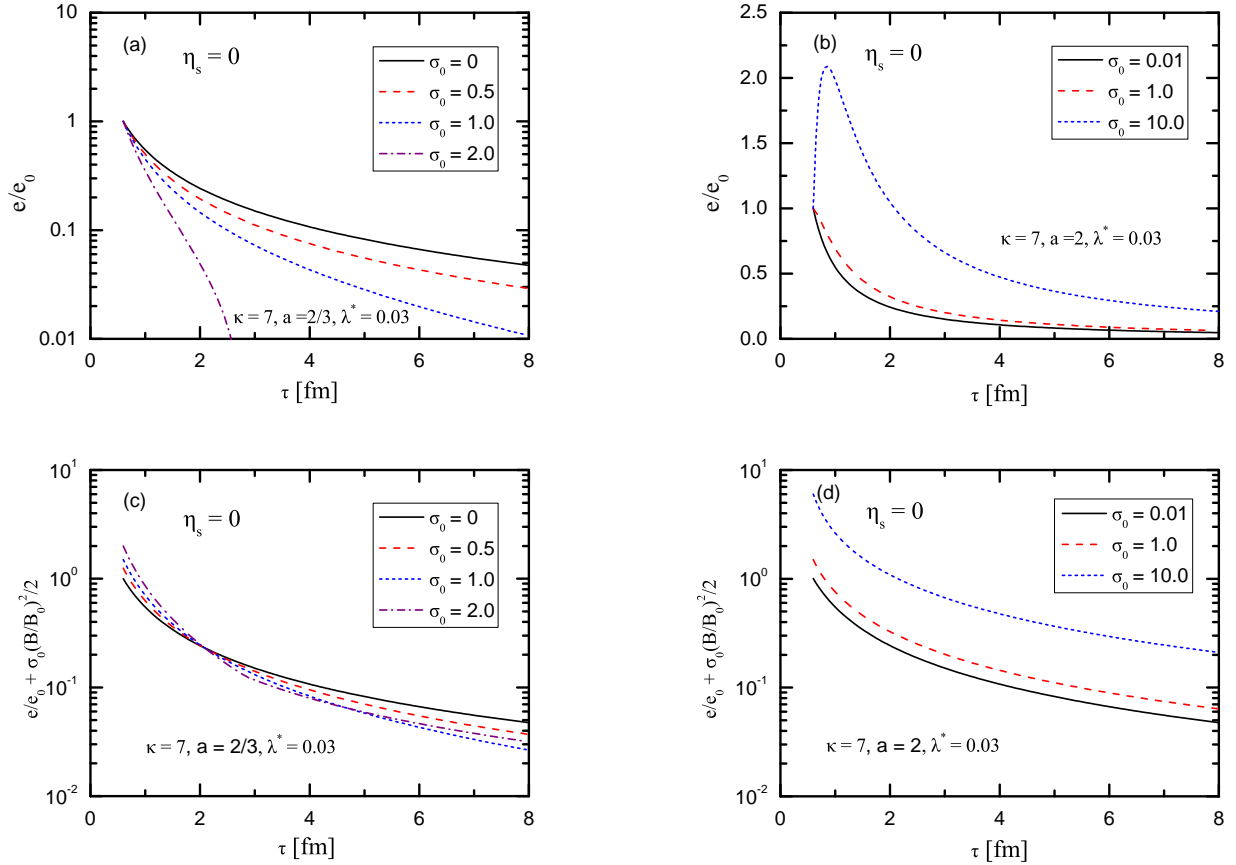 (a)
η_s = 0
σ_0 = 0
σ_0 = 0.5
σ_0 = 1.0
σ_0 = 2.0
10
1
0.1
0.01
e/e_0
κ = 7, a =2/3, λ^* = 0.03
0 2 4 6 8
τ [fm]
(b)
η_s = 0
σ_0 = 0.01
σ_0 = 1.0
σ_0 = 10.0
2.5
2.0
1.5
1.0
0.5
0.0
e/e_0
κ = 7, a =2, λ^* = 0.03
0 2 4 6 8
τ [fm]
(c)
η_s = 0
σ_0 = 0
σ_0 = 0.5
σ_0 = 1.0
σ_0 = 2.0
10^1
10^0
10^-1
10^-2
e/e_0 + σ_0(B/B_0)^2/2
κ = 7, a = 2/3, λ^* = 0.03
0 2 4 6 8
τ [fm]
(d)
η_s = 0
σ_0 = 0.01
σ_0 = 1.0
σ_0 = 10.0
10^1
10^0
10^-1
10^-2
e/e_0 + σ_0(B/B_0)^2/2
κ = 7, a = 2, λ^* = 0.03
0 2 4 6 8
τ [fm]